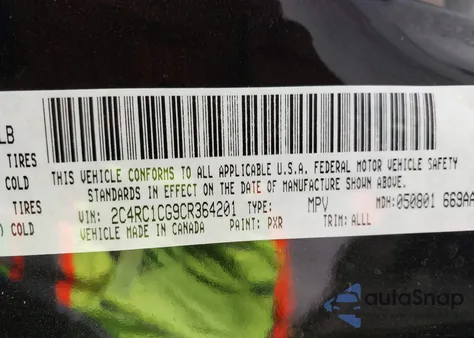 LB
TIRES
COLD
TIRES
) COLD
THIS VEHICLE CONFORMS TO ALL APPLICABLE U.S.A. FEDERAL MOTOR VEHICLE SAFETY
STANDARDS IN EFFECT ON THE DATE OF MANUFACTURE SHOWN ABOVE.
VIN: 2C4RC1CG9CR364201 TYPE: MPV MDH: 050801 669AA
VEHICLE MADE IN CANADA PAINT: PXR TRIM: ALLL
autoSnap